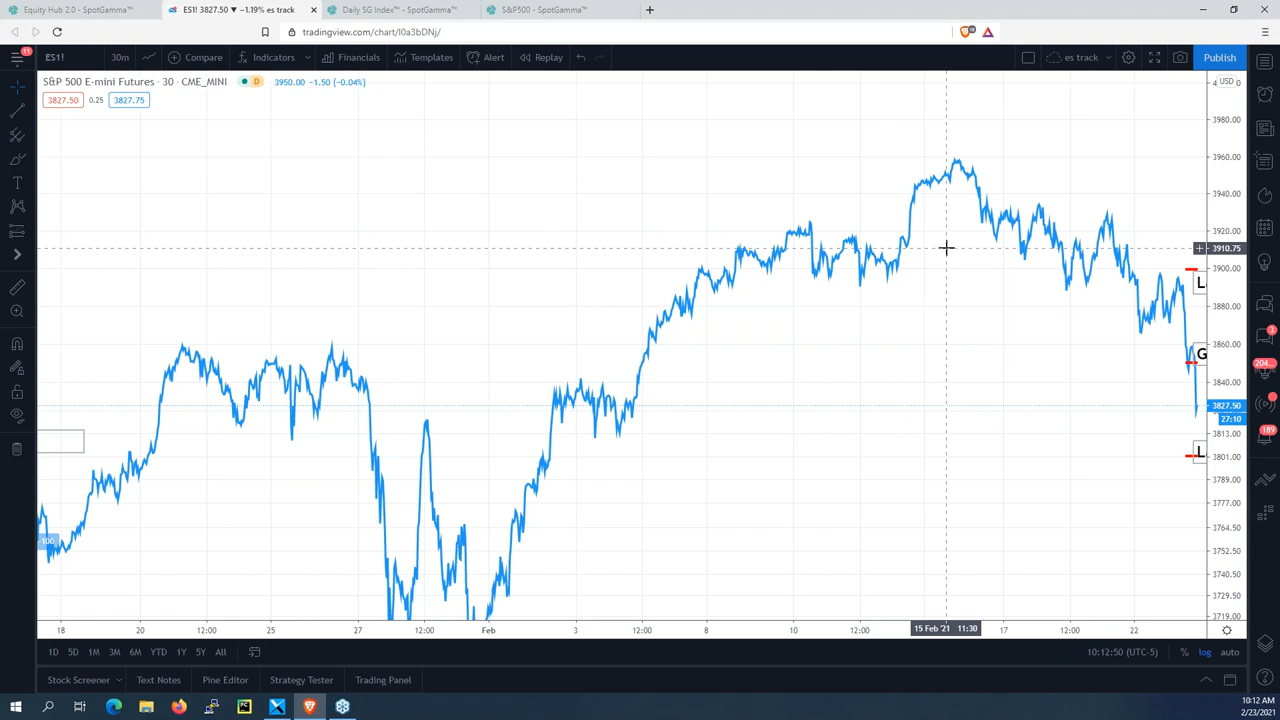 Equity Hub 2.0 - SpotGamma™
ES1! 3827.50 ▼ −1.19% es track
Daily SG Index™ - SpotGamma™
S&P500 - SpotGamma™
tradingview.com/chart/l0a3bDNj/
11
ES1!
30m
Compare
Indicators
Financials
Templates
Alert
Replay
es track
Publish
S&P 500 E-mini Futures · 30 · CME_MINI
D
3950.00 −1.50 (−0.04%)
USD
3827.50
0.25
3827.75
3980.00
3960.00
3940.00
3920.00
3910.75
3900.00
L
3880.00
3860.00
G
3840.00
3827.50
27:10
3813.00
3801.00
L
3789.00
3777.00
3764.50
3752.50
3740.50
3729.50
3719.00
-100
3
204...
189
18
20
12:00
25
27
12:00
Feb
3
5
8
10
12:00
15 Feb '21 11:30
17
12:00
22
1D
5D
1M
3M
6M
YTD
1Y
5Y
All
10:12:50 (UTC-5)
%
log
auto
Stock Screener
Text Notes
Pine Editor
Strategy Tester
Trading Panel
10:12 AM
2/23/2021